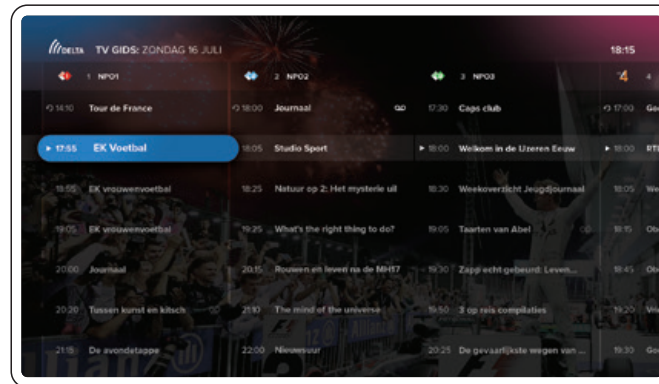 DELTA TV GIDS: ZONDAG 16 JULI 18:15
1 NPO1 2 NPO2 3 NPO3 4 4
14:10 Tour de France 18:00 Journaal 17:30 Caps club 17:00
17:55 EK Voetbal 18:05 Studio Sport 18:00 Welkom in de IJzeren Eeuw 18:00
18:55 EK vrouwenvoetbal 18:25 Natuur op 2: Het mysterie uil 18:30 Weekoverzicht Jeugdjournaal 18:05
19:05 EK vrouwenvoetbal 19:25 What's the right thing to do? 19:05 Taarten van Abel 18:15
20:00 Journaal 20:15 Rouwen en leven na de MH17 19:30 Zapp echt gebeurd: Leven... 18:45
20:20 Tussen kunst en kitsch 21:10 The mind of the universe 19:50 3 op reis compilaties 19:20
21:15 De avondetappe 22:00 Nieuwsuur 20:25 De gevaarlijkste wegen van ... 19:30